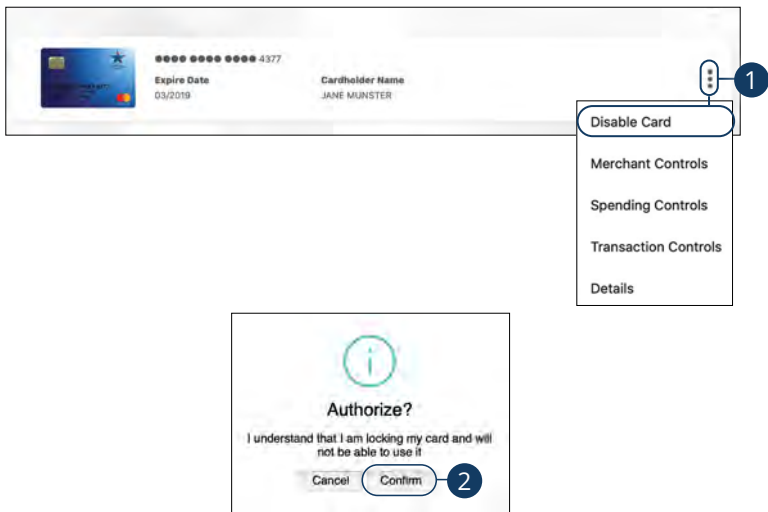 ●●●● ●●●● ●●●● 4377
Expire Date Cardholder Name
03/2019 JANE MUNSTER
1
Disable Card
Merchant Controls
Spending Controls
Transaction Controls
Details
Authorize?
I understand that I am locking my card and will
not be able to use it
Cancel Confirm 2